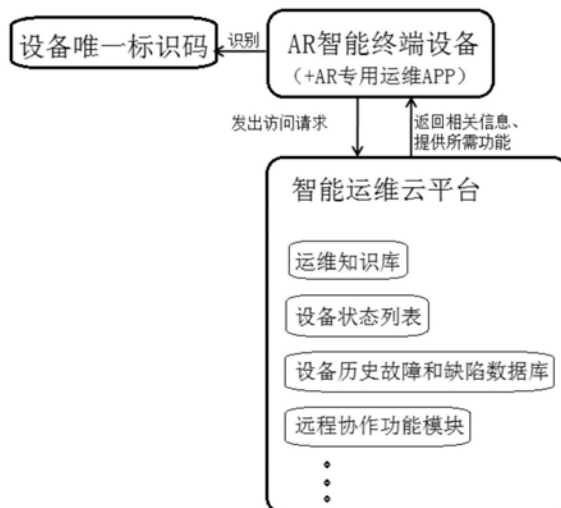 设备唯一标识码
识别
AR智能终端设备
（+AR专用运维APP）
发出访问请求
返回相关信息、
提供所需功能
智能运维云平台
运维知识库
设备状态列表
设备历史故障和缺陷数据库
远程协作功能模块